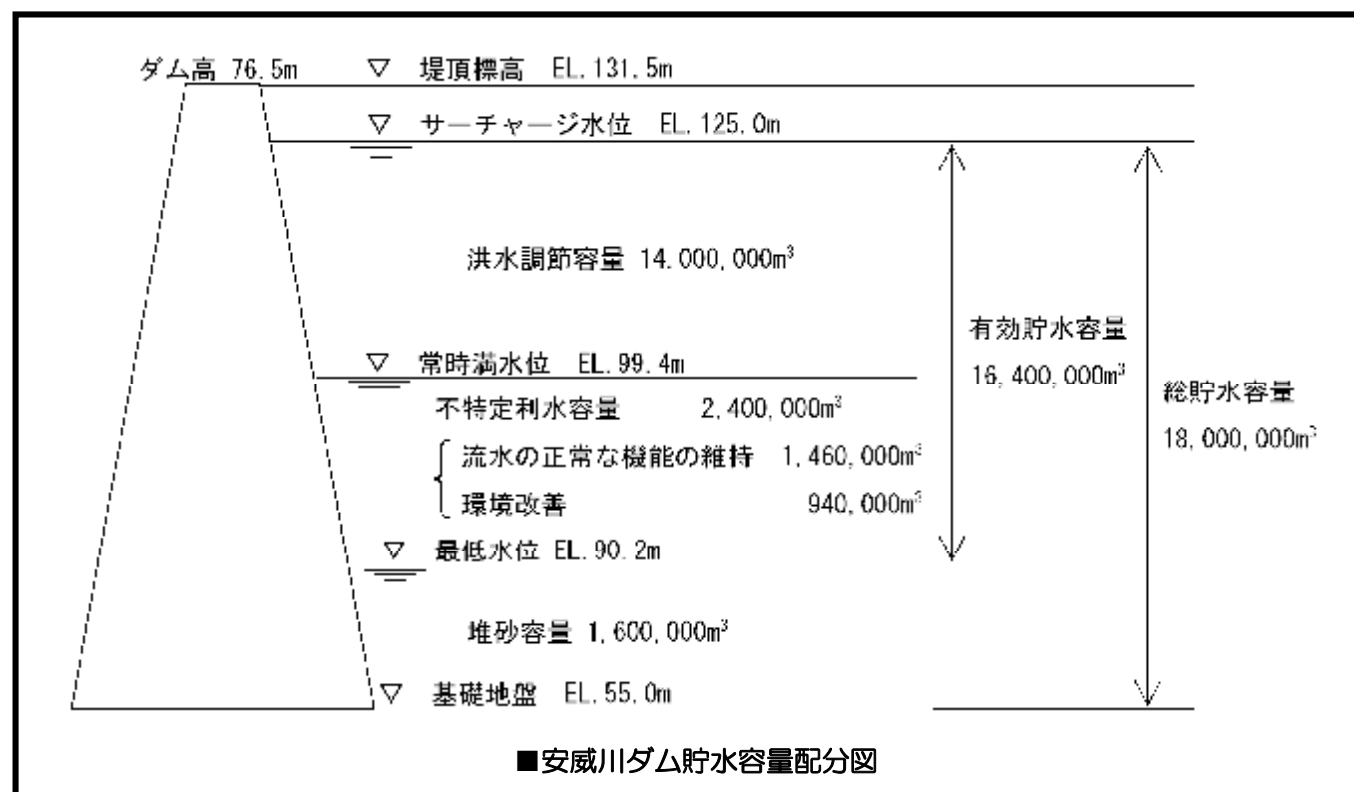 ダム高 76.5m ▽ 堤頂標高 EL.131.5m
▽ サーチャージ水位 EL.125.0m
洪水調節容量 14.000,000m³
有効貯水容量
16,400,000m³
▽ 常時満水位 EL.99.4m
総貯水容量
18,000,000m³
不特定利水容量 2,400,000m³
流水の正常な機能の維持 1,460,000m³
環境改善 940,000m³
▽ 最低水位 EL.90.2m
堆砂容量 1,600,000m³
▽ 基礎地盤 EL.55.0m
■安威川ダム貯水容量配分図